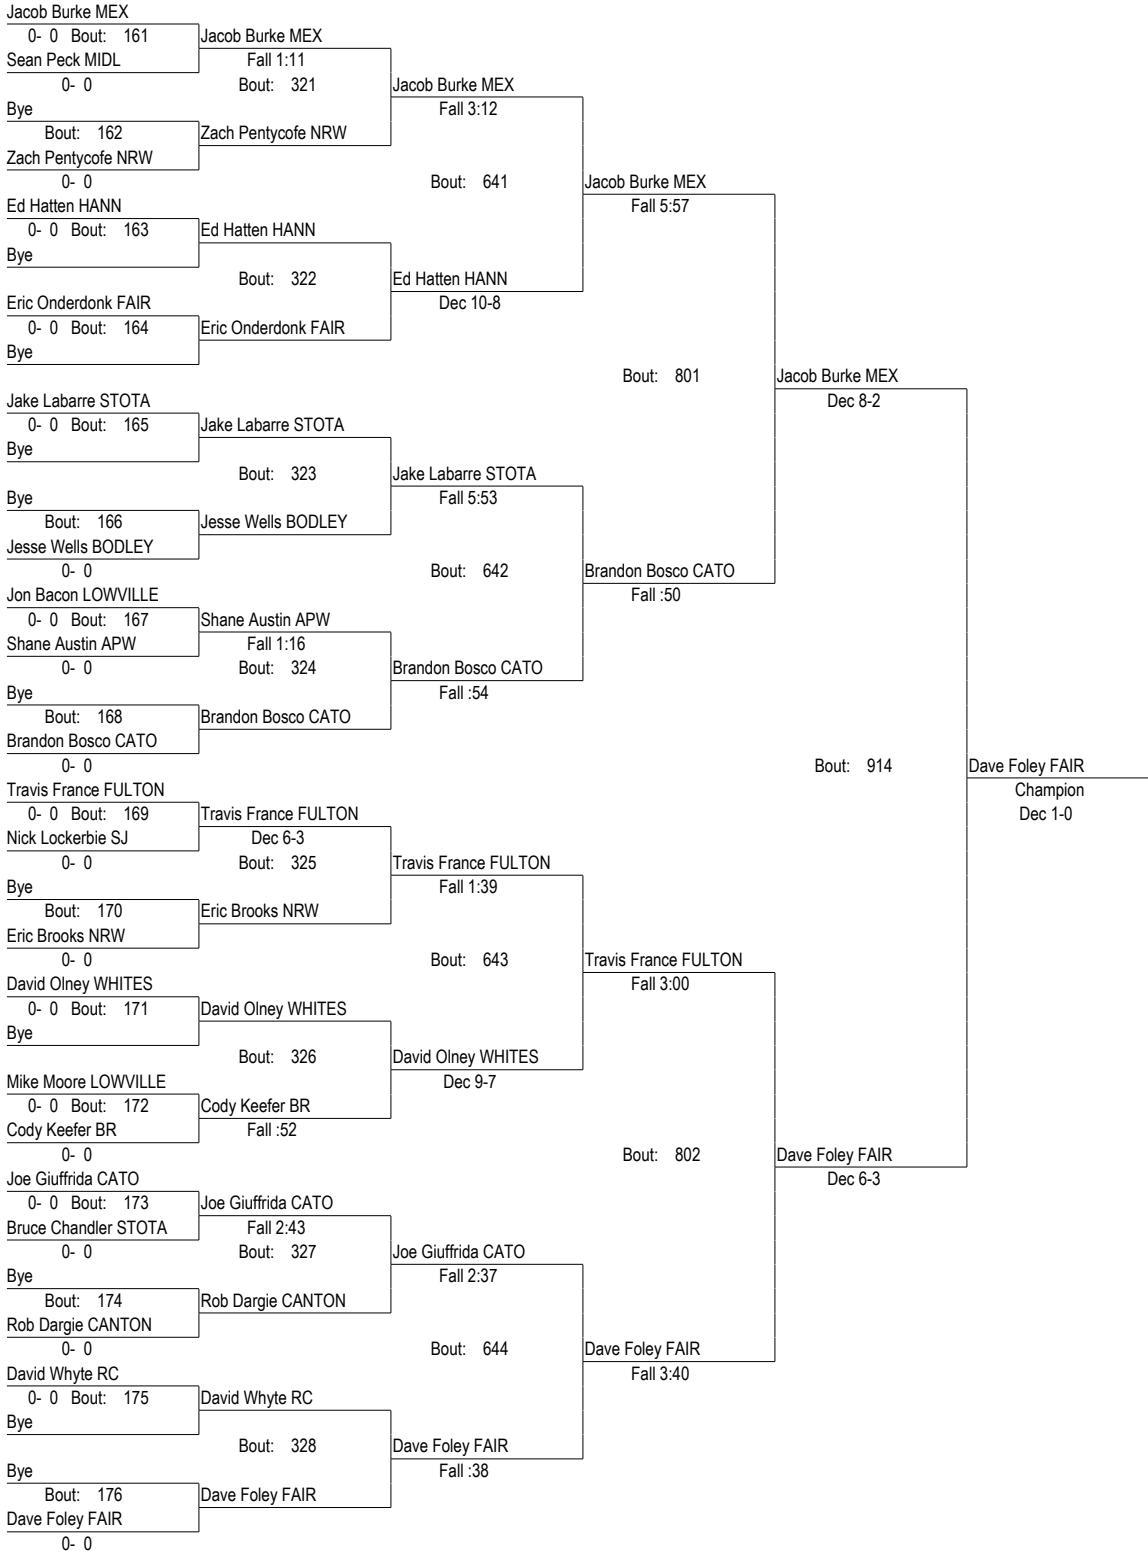 Jacob Burke MEX
0- 0 Bout: 161 Jacob Burke MEX
Sean Peck MIDL Fall 1:11
0- 0 Bout: 321 Jacob Burke MEX
Bye Fall 3:12
Bout: 162 Zach Pentycofe NRW
Zach Pentycofe NRW
0- 0 Bout: 641 Jacob Burke MEX
Ed Hatten HANN Fall 5:57
0- 0 Bout: 163 Ed Hatten HANN
Bye
Bout: 322 Ed Hatten HANN
Eric Onderdonk FAIR Dec 10-8
0- 0 Bout: 164 Eric Onderdonk FAIR
Bye
Bout: 801 Jacob Burke MEX
Jake Labarre STOTA Dec 8-2
0- 0 Bout: 165 Jake Labarre STOTA
Bye
Bout: 323 Jake Labarre STOTA
Bye Fall 5:53
Bout: 166 Jesse Wells BODLEY
Jesse Wells BODLEY
0- 0 Bout: 642 Brandon Bosco CATO
Jon Bacon LOWVILLE Fall :50
0- 0 Bout: 167 Shane Austin APW
Shane Austin APW Fall 1:16
0- 0 Bout: 324 Brandon Bosco CATO
Bye Fall :54
Bout: 168 Brandon Bosco CATO
Brandon Bosco CATO
0- 0 Bout: 914 Dave Foley FAIR
Travis France FULTON Champion
0- 0 Bout: 169 Travis France FULTON Dec 1-0
Nick Lockerbie SJ Dec 6-3
0- 0 Bout: 325 Travis France FULTON
Bye Fall 1:39
Bout: 170 Eric Brooks NRW
Eric Brooks NRW
0- 0 Bout: 643 Travis France FULTON
David Olney WHITES Fall 3:00
0- 0 Bout: 171 David Olney WHITES
Bye
Bout: 326 David Olney WHITES
Mike Moore LOWVILLE Dec 9-7
0- 0 Bout: 172 Cody Keefer BR
Cody Keefer BR Fall :52
0- 0 Bout: 802 Dave Foley FAIR
Joe Giuffrida CATO Dec 6-3
0- 0 Bout: 173 Joe Giuffrida CATO
Bruce Chandler STOTA Fall 2:43
0- 0 Bout: 327 Joe Giuffrida CATO
Bye Fall 2:37
Bout: 174 Rob Dargie CANTON
Rob Dargie CANTON
0- 0 Bout: 644 Dave Foley FAIR
David Whyte RC Fall 3:40
0- 0 Bout: 175 David Whyte RC
Bye
Bout: 328 Dave Foley FAIR
Bye Fall :38
Bout: 176 Dave Foley FAIR
Dave Foley FAIR
0- 0